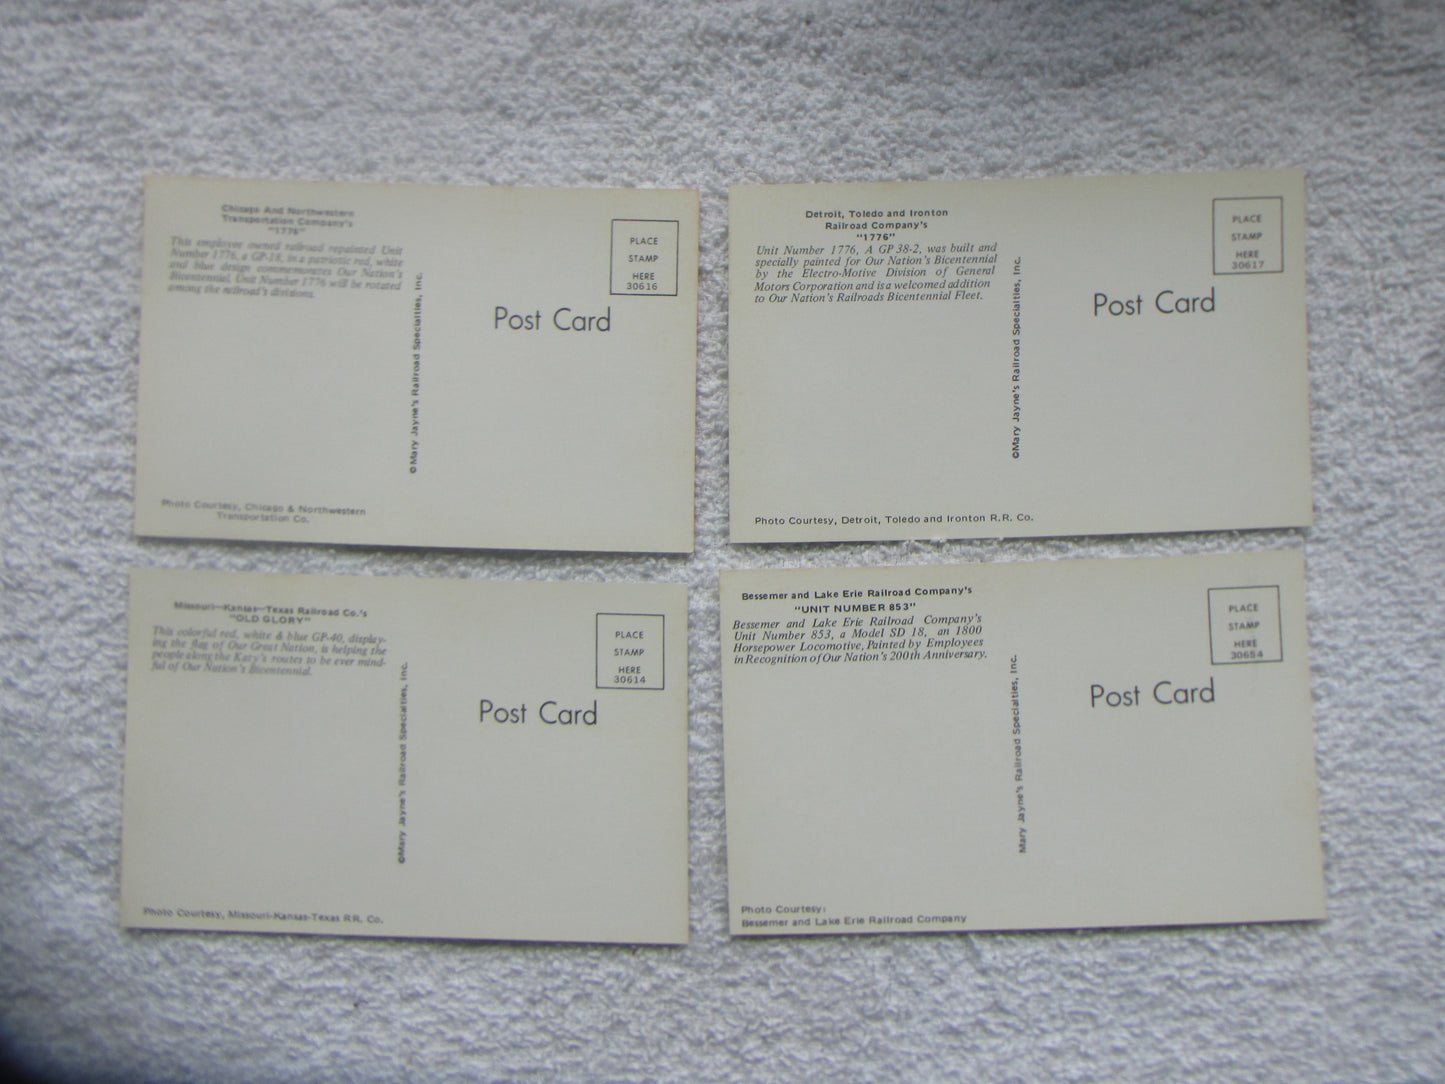 Chicago And Northwestern
Transportation Company's
"1776"
This employee owned railroad repainted Unit
Number 1776, a GP-18, in a patriotic red, white
and blue design commemorates Our Nation's
Bicentennial. Unit Number 1776 will be rotated
among the railroad's divisions.
©Mary Jayne's Railroad Specialties, Inc.
PLACE
STAMP
HERE
30616
Post Card
Photo Courtesy, Chicago & Northwestern
Transportation Co.
Detroit, Toledo and Ironton
Railroad Company's
"1776"
Unit Number 1776, A GP 38-2, was built and
specially painted for Our Nation's Bicentennial
by the Electro-Motive Division of General
Motors Corporation and is a welcomed addition
to Our Nation's Railroads Bicentennial Fleet.
©Mary Jayne's Railroad Specialties, Inc.
PLACE
STAMP
HERE
30617
Post Card
Photo Courtesy, Detroit, Toledo and Ironton R.R. Co.
Missouri—Kansas—Texas Railroad Co.'s
"OLD GLORY"
This colorful red, white & blue GP-40, display-
ing the flag of Our Great Nation, is helping the
people along the Katy's routes to be ever mind-
ful of Our Nation's Bicentennial.
©Mary Jayne's Railroad Specialties, Inc.
PLACE
STAMP
HERE
30614
Post Card
Photo Courtesy, Missouri-Kansas-Texas RR. Co.
Bessemer and Lake Erie Railroad Company's
"UNIT NUMBER 853"
Bessemer and Lake Erie Railroad Company's
Unit Number 853, a Model SD 18, an 1800
Horsepower Locomotive, Painted by Employees
in Recognition of Our Nation's 200th Anniversary.
Mary Jayne's Railroad Specialties, Inc.
PLACE
STAMP
HERE
30654
Post Card
Photo Courtesy:
Bessemer and Lake Erie Railroad Company